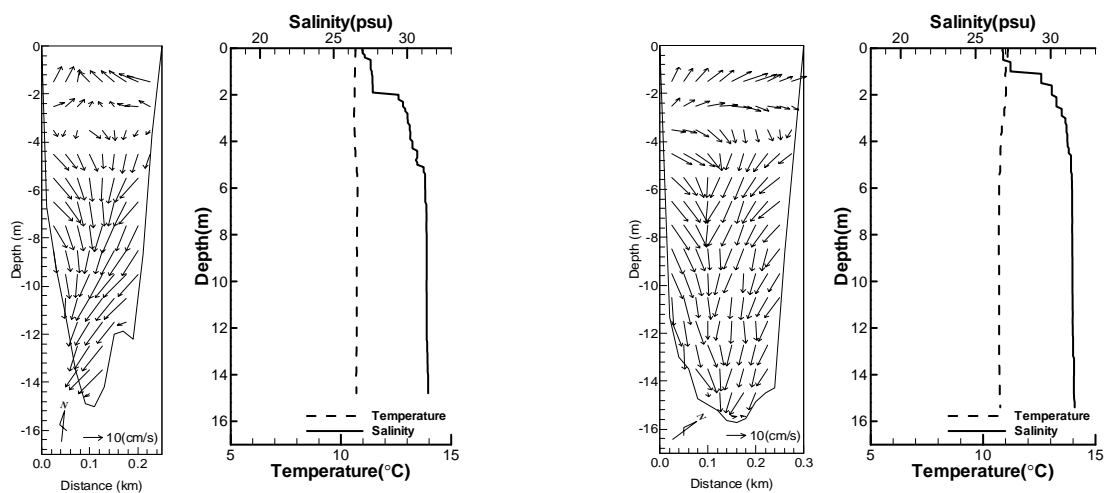 0
-2
-4
-6
-8
-10
-12
-14
-16
Depth (m)
N
10(cm/s)
0.0 0.1 0.2
Distance (km)
Salinity(psu)
20 25 30
0
2
4
6
8
10
12
14
16
Depth(m)
Temperature
Salinity
5 10 15
Temperature(°C)
0
-2
-4
-6
-8
-10
-12
-14
-16
Depth (m)
N
10(cm/s)
0.0 0.1 0.2 0.3
Distance (km)
Salinity(psu)
20 25 30
0
2
4
6
8
10
12
14
16
Depth(m)
Temperature
Salinity
5 10 15
Temperature(°C)